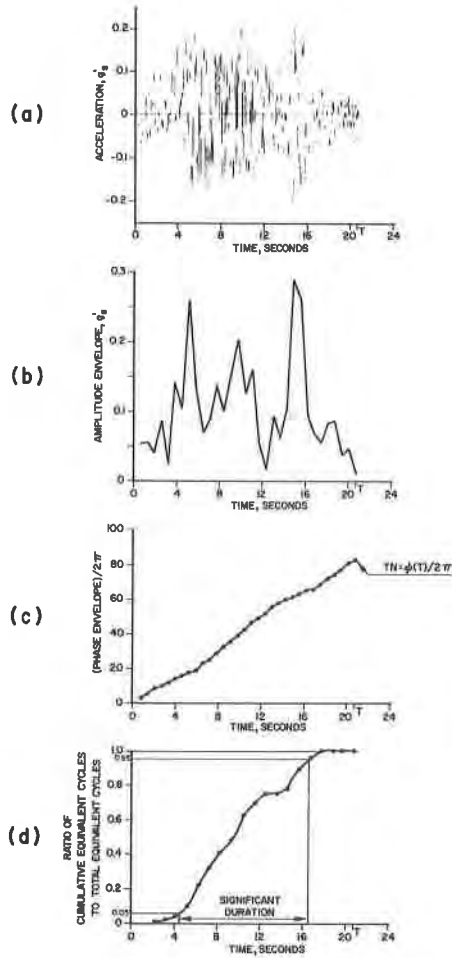 (a)
ACCELERATION, g's
0.2
0.1
0
-0.1
-0.2
0 4 8 12 16 20 T 24
TIME, SECONDS
(b)
AMPLITUDE ENVELOPE, g's
0.3
0.2
0.1
0
0 4 8 12 16 20 T 24
TIME, SECONDS
(c)
(PHASE ENVELOPE)/2π
100
80
60
40
20
0
TN=ϕ(T)/2π
0 4 8 12 16 20 T 24
TIME, SECONDS
(d)
RATIO OF
CUMULATIVE EQUIVALENT CYCLES
TO TOTAL EQUIVALENT CYCLES
1.0
0.95
0.8
0.6
0.4
0.2
0.05
0
SIGNIFICANT
DURATION
0 4 8 12 16 20 T 24
TIME, SECONDS